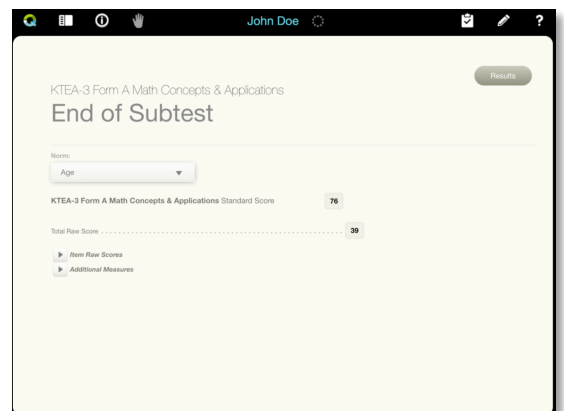 John Doe
?
Results
KTEA-3 Form A Math Concepts & Applications
End of Subtest
Norm:
Age
KTEA-3 Form A Math Concepts & Applications Standard Score 76
Total Raw Score . . . . . . . . . . . . . . . . . . . . . . . . . . . . . . . . . . . . . . . . . . . . . . . . . . . . 39
Item Raw Scores
Additional Measures